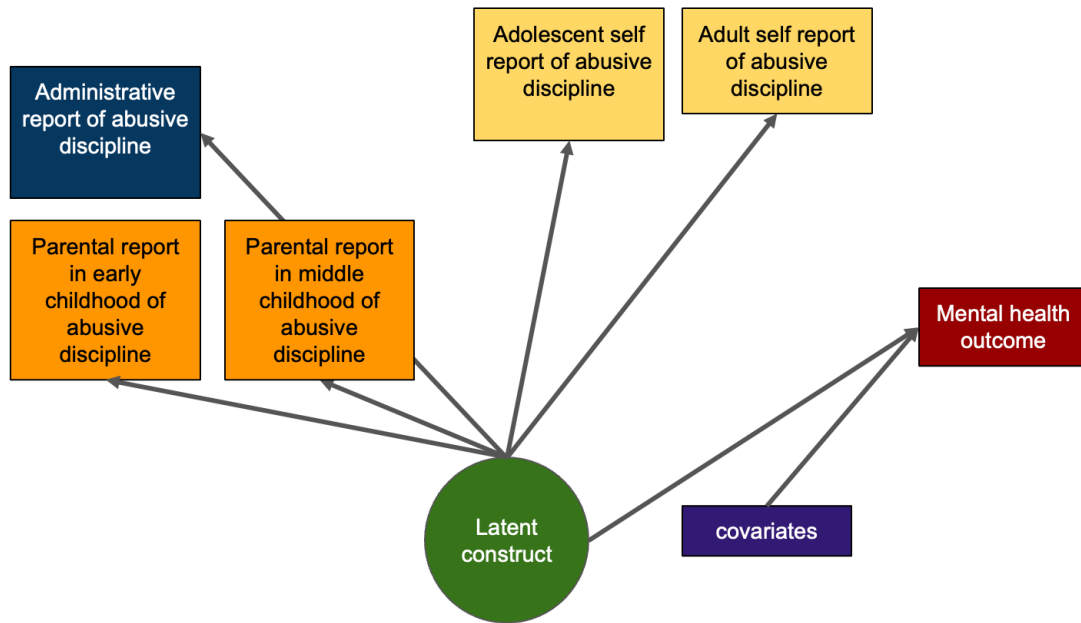 Administrative
report of abusive
discipline
Adolescent self
report of abusive
discipline
Adult self report
of abusive
discipline
Parental report
in early
childhood of
abusive
discipline
Parental report
in middle
childhood of
abusive
discipline
Mental health
outcome
Latent
construct
covariates